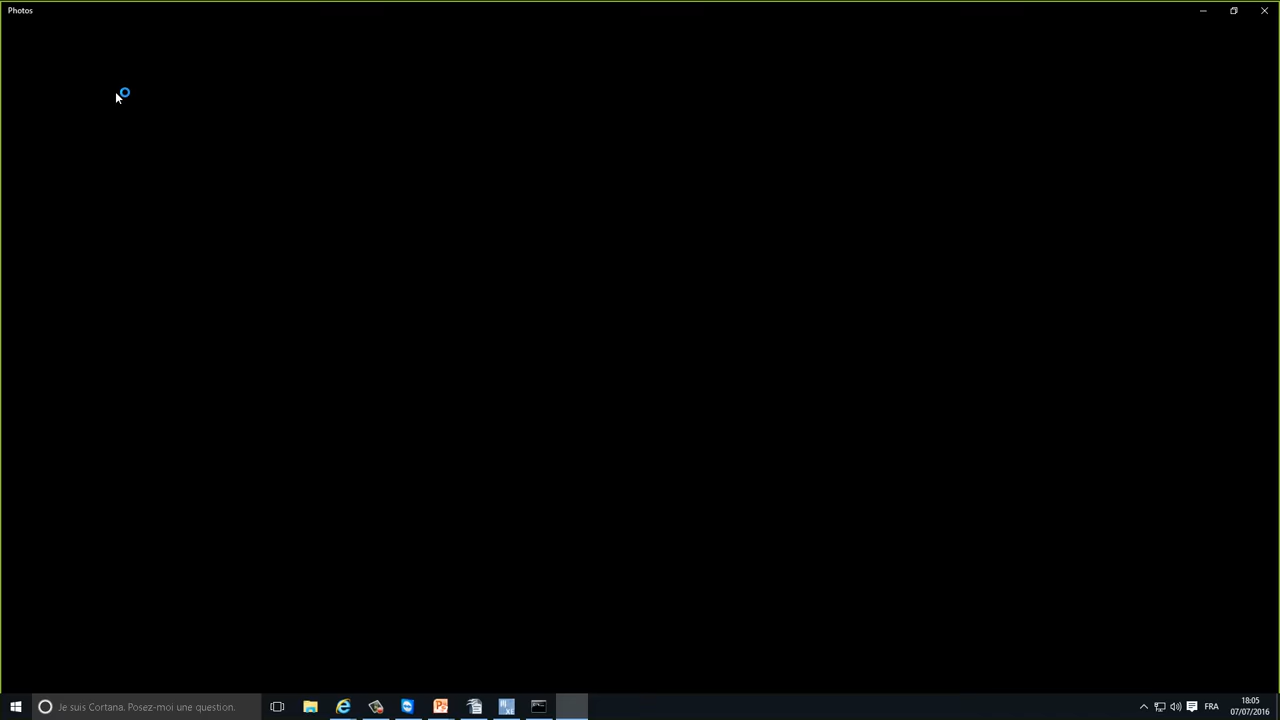 Photos
Je suis Cortana. Posez-moi une question.
FRA
18:05
07/07/2016